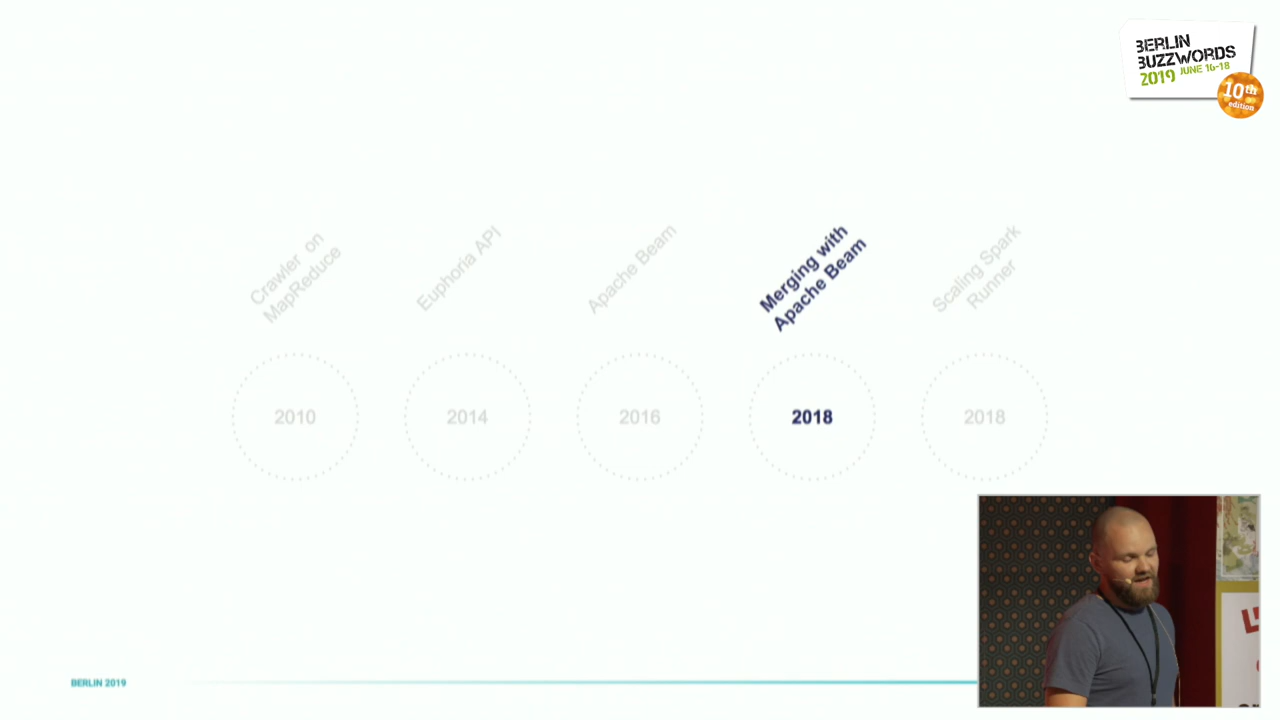 BERLIN
BUZZWORDS
2019 JUNE 16-18
10th
edition
Crawler on
MapReduce
Euphoria API
Apache Beam
Merging with
Apache Beam
Scaling Spark
Runner
2010
2014
2016
2018
2018
BERLIN 2019